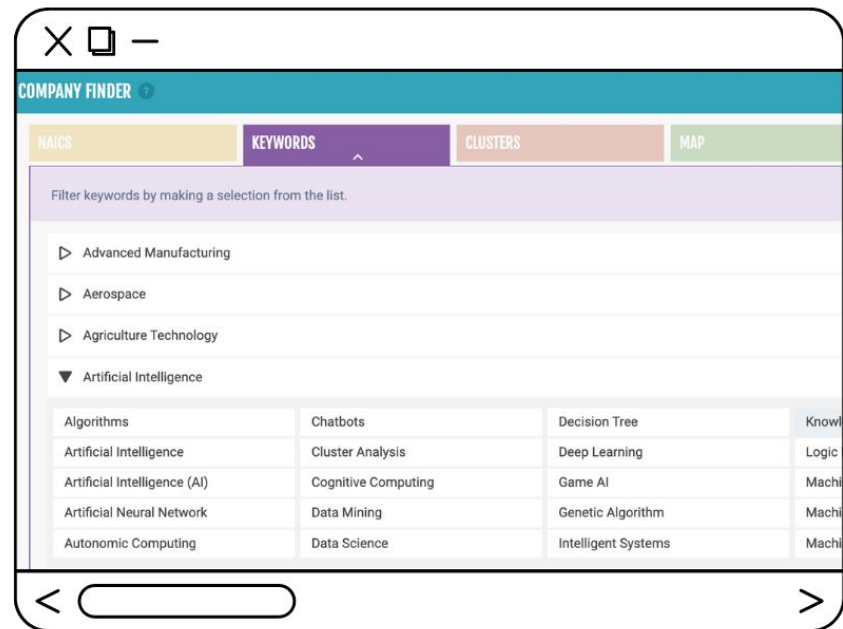 COMPANY FINDER ?
NAICS KEYWORDS CLUSTERS MAP
Filter keywords by making a selection from the list.
Advanced Manufacturing
Aerospace
Agriculture Technology
Artificial Intelligence
Algorithms Chatbots Decision Tree
Artificial Intelligence Cluster Analysis Deep Learning Logic
Artificial Intelligence (AI) Cognitive Computing Game AI
Artificial Neural Network Data Mining Genetic Algorithm
Autonomic Computing Data Science Intelligent Systems